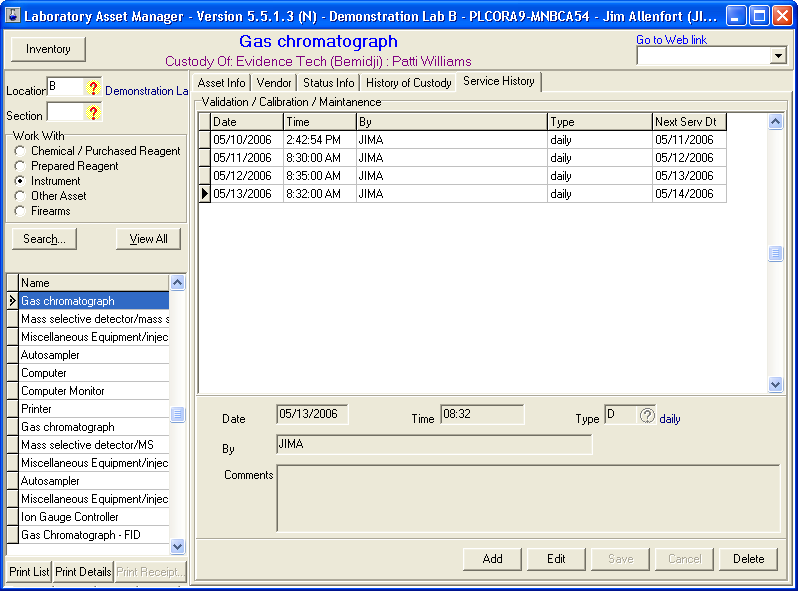 Laboratory Asset Manager - Version 5.5.1.3 (N) - Demonstration Lab B - PLCORA9-MNBCA54 - Jim Allenfort (JI...
Inventory
Gas chromatograph
Custody Of: Evidence Tech (Bemidji) : Patti Williams
Go to Web link
Location B ? Demonstration La
Section ?
Work With
Chemical / Purchased Reagent
Prepared Reagent
Instrument
Other Asset
Firearms
Search... View All
Name
Gas chromatograph
Mass selective detector/mass s
Miscellaneous Equipment/injec
Autosampler
Computer
Computer Monitor
Printer
Gas chromatograph
Mass selective detector/MS
Miscellaneous Equipment/injec
Autosampler
Miscellaneous Equipment/injec
Ion Gauge Controller
Gas Chromatograph - FID
Print List Print Details Print Receipt...
Asset Info Vendor Status Info History of Custody Service History
Validation / Calibration / Maintanence
Date Time By Type Next Serv Dt
05/10/2006 2:42:54 PM JIMA daily 05/11/2006
05/11/2006 8:30:00 AM JIMA daily 05/12/2006
05/12/2006 8:35:00 AM JIMA daily 05/13/2006
05/13/2006 8:32:00 AM JIMA daily 05/14/2006
Date 05/13/2006 Time 08:32 Type D ? daily
By JIMA
Comments
Add Edit Save Cancel Delete